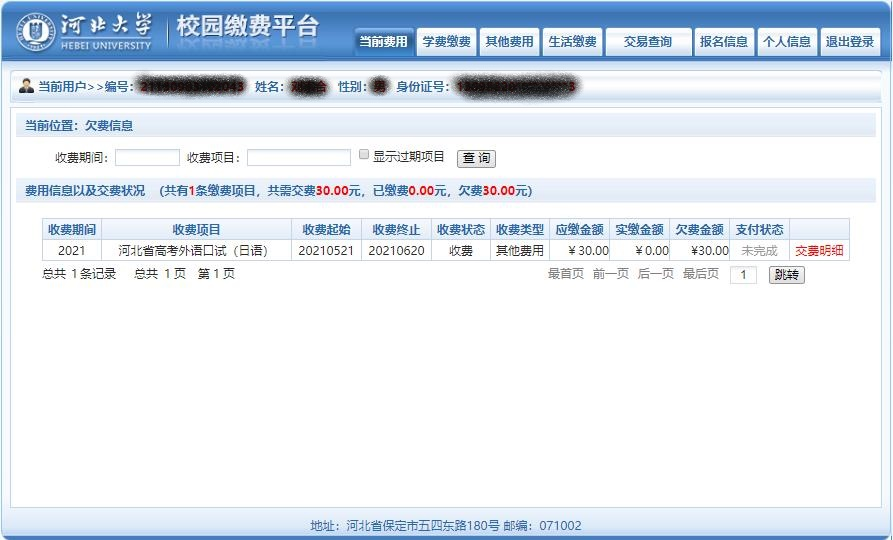 河北大学 校园缴费平台
HEBEI UNIVERSITY
当前费用 学费缴费 其他费用 生活缴费 交易查询 报名信息 个人信息 退出登录
当前用户>>编号： 姓名： 性别： 身份证号：
当前位置：欠费信息
收费期间： 收费项目： 显示过期项目 查 询
费用信息以及交费状况 （共有1条缴费项目，共需交费30.00元，已缴费0.00元，欠费30.00元）
收费期间 收费项目 收费起始 收费终止 收费状态 收费类型 应缴金额 实缴金额 欠费金额 支付状态
2021 河北省高考外语口试（日语） 20210521 20210620 收费 其他费用 ￥30.00 ￥0.00 ¥30.00 未完成 交费明细
总共 1 条记录 总共 1 页 第 1 页 最首页 前一页 后一页 最后页 1 跳转
地址：河北省保定市五四东路180号 邮编：071002